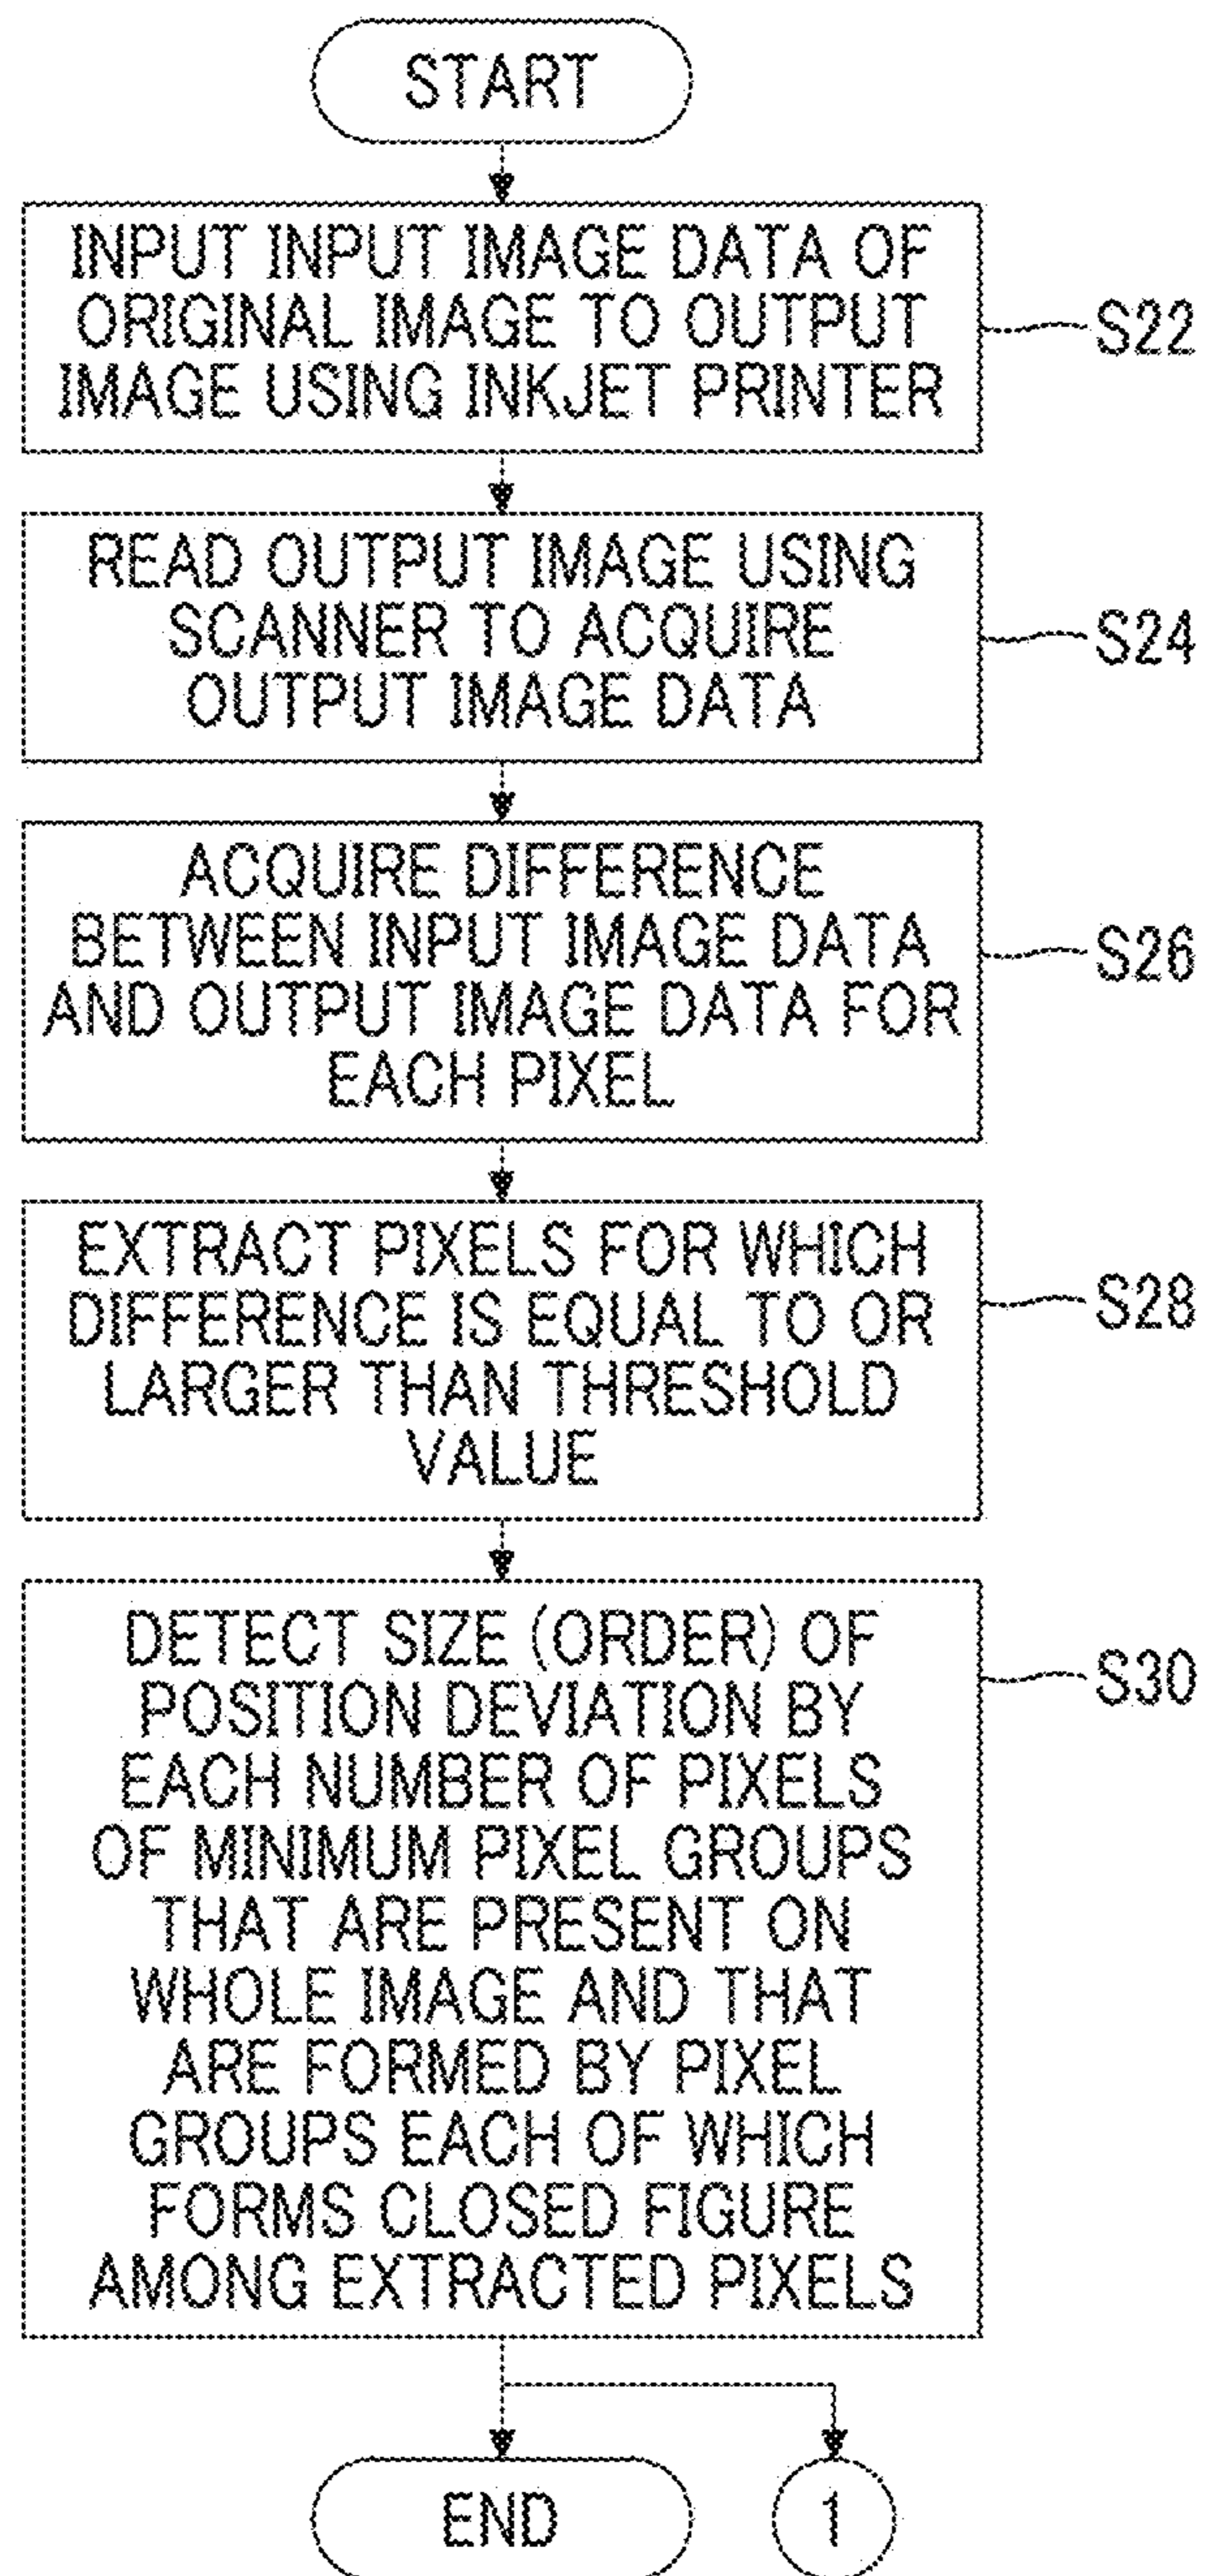 START
INPUT INPUT IMAGE DATA OF
ORIGINAL IMAGE TO OUTPUT
IMAGE USING INKJET PRINTER
S22
READ OUTPUT IMAGE USING
SCANNER TO ACQUIRE
OUTPUT IMAGE DATA
S24
ACQUIRE DIFFERENCE
BETWEEN INPUT IMAGE DATA
AND OUTPUT IMAGE DATA FOR
EACH PIXEL
S26
EXTRACT PIXELS FOR WHICH
DIFFERENCE IS EQUAL TO OR
LARGER THAN THRESHOLD
VALUE
S28
DETECT SIZE (ORDER) OF
POSITION DEVIATION BY
EACH NUMBER OF PIXELS
OF MINIMUM PIXEL GROUPS
THAT ARE PRESENT ON
WHOLE IMAGE AND THAT
ARE FORMED BY PIXEL
GROUPS EACH OF WHICH
FORMS CLOSED FIGURE
AMONG EXTRACTED PIXELS
S30
END
1